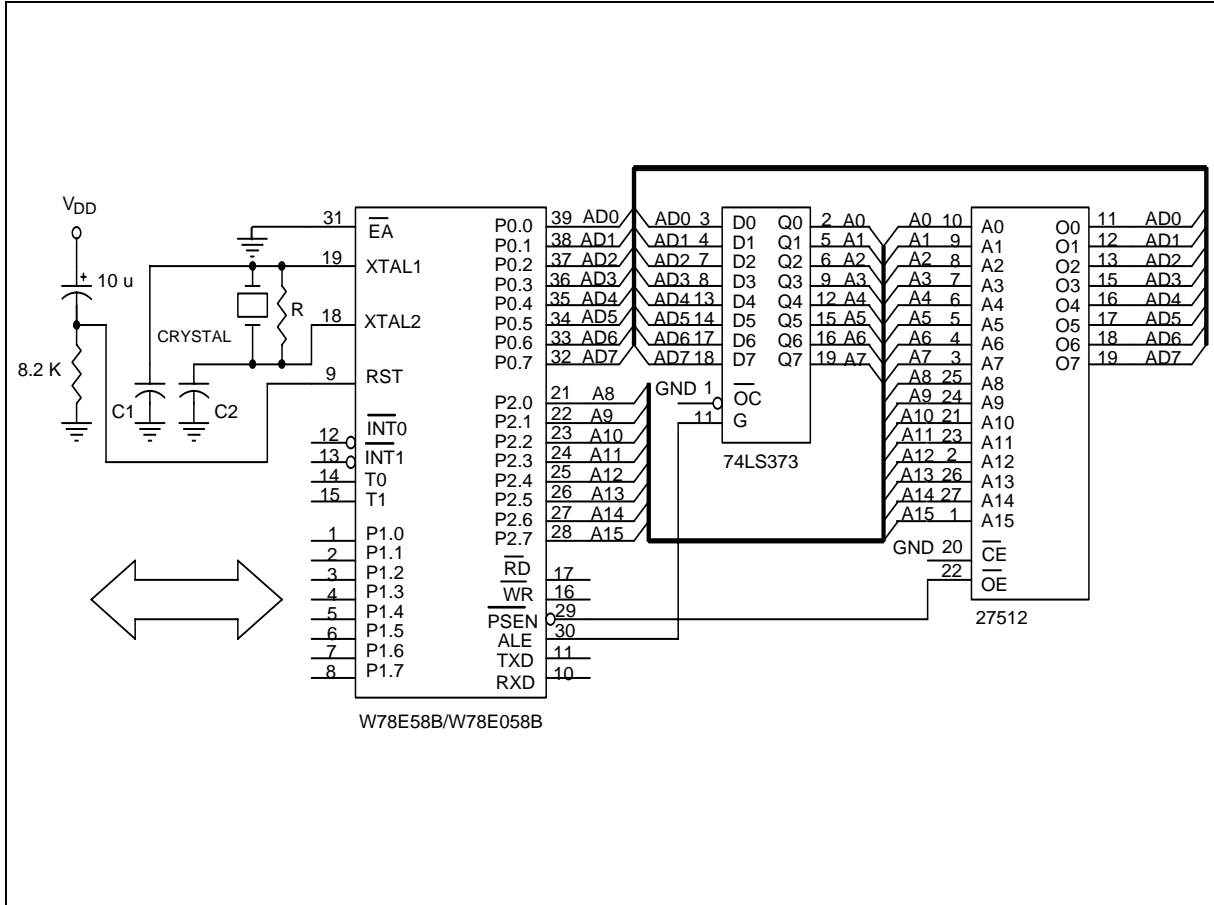 VDD
10 u
8.2 K
C1
C2
CRYSTAL
R
31 EA
19 XTAL1
18 XTAL2
9 RST
12 INT0
13 INT1
14 T0
15 T1
1 P1.0
2 P1.1
3 P1.2
4 P1.3
5 P1.4
6 P1.5
7 P1.6
8 P1.7
P0.0 39 AD0
P0.1 38 AD1
P0.2 37 AD2
P0.3 36 AD3
P0.4 35 AD4
P0.5 34 AD5
P0.6 33 AD6
P0.7 32 AD7
P2.0 21 A8
P2.1 22 A9
P2.2 23 A10
P2.3 24 A11
P2.4 25 A12
P2.5 26 A13
P2.6 27 A14
P2.7 28 A15
RD 17
WR 16
PSEN 29
ALE 30
TXD 11
RXD 10
W78E58B/W78E058B
AD0 3 D0 Q0 2 A0
AD1 4 D1 Q1 5 A1
AD2 7 D2 Q2 6 A2
AD3 8 D3 Q3 9 A3
AD4 13 D4 Q4 12 A4
AD5 14 D5 Q5 15 A5
AD6 17 D6 Q6 16 A6
AD7 18 D7 Q7 19 A7
GND 1 OC
11 G
74LS373
A0 10 A0 O0 11 AD0
A1 9 A1 O1 12 AD1
A2 8 A2 O2 13 AD2
A3 7 A3 O3 15 AD3
A4 6 A4 O4 16 AD4
A5 5 A5 O5 17 AD5
A6 4 A6 O6 18 AD6
A7 3 A7 O7 19 AD7
A8 25 A8
A9 24 A9
A10 21 A10
A11 23 A11
A12 2 A12
A13 26 A13
A14 27 A14
A15 1 A15
GND 20 CE
22 OE
27512